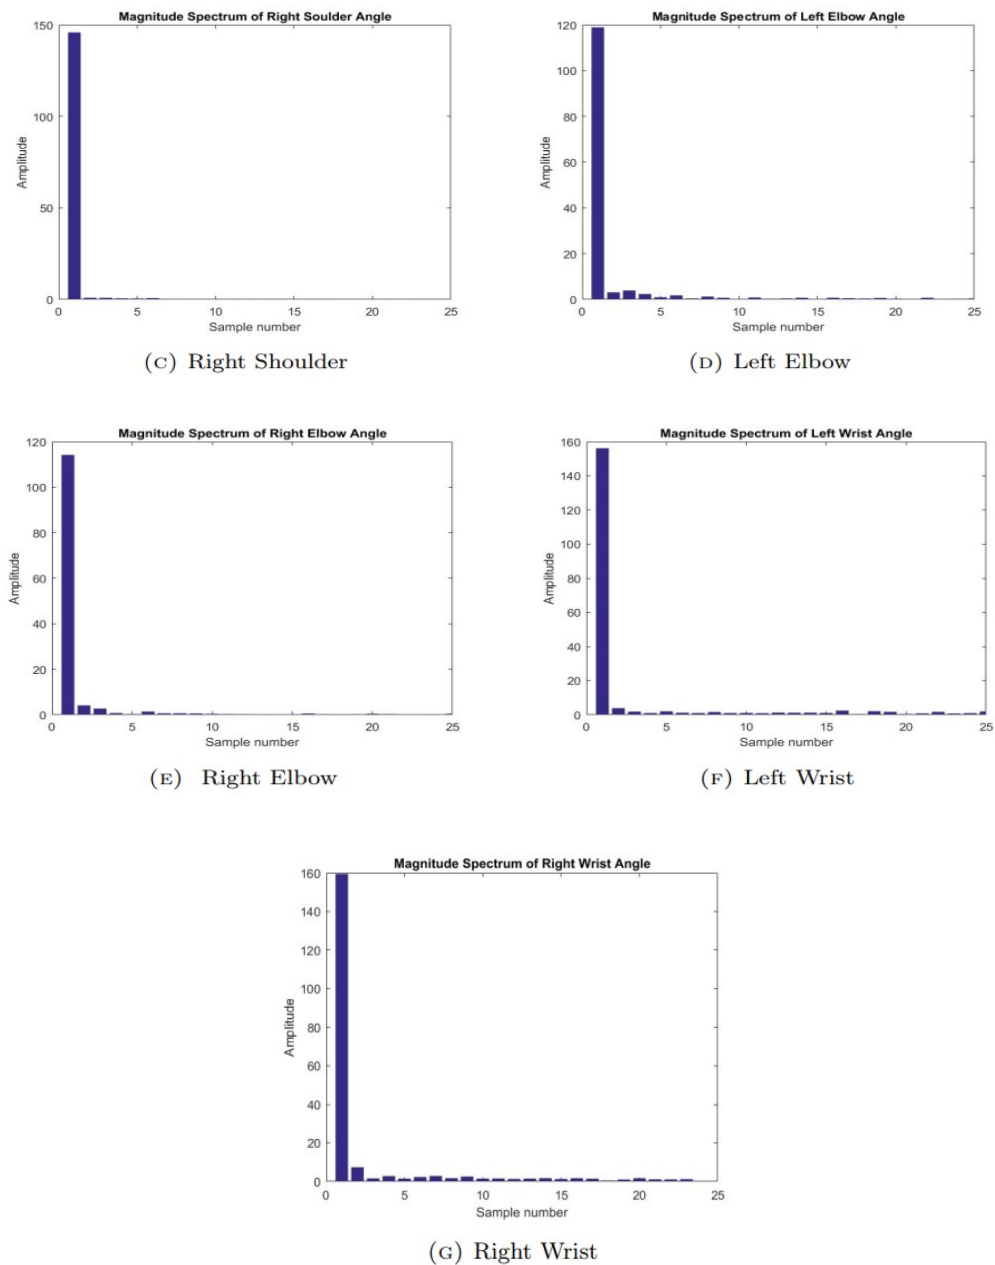 Magnitude Spectrum of Right Soulder Angle
150
100
50
0
Amplitude
0 5 10 15 20 25
Sample number
(C) Right Shoulder
Magnitude Spectrum of Left Elbow Angle
120
100
80
60
40
20
0
Amplitude
0 5 10 15 20 25
Sample number
(D) Left Elbow
Magnitude Spectrum of Right Elbow Angle
120
100
80
60
40
20
0
Amplitude
0 5 10 15 20 25
Sample number
(E) Right Elbow
Magnitude Spectrum of Left Wrist Angle
160
140
120
100
80
60
40
20
0
Amplitude
0 5 10 15 20 25
Sample number
(F) Left Wrist
Magnitude Spectrum of Right Wrist Angle
160
140
120
100
80
60
40
20
0
Amplitude
0 5 10 15 20 25
Sample number
(G) Right Wrist